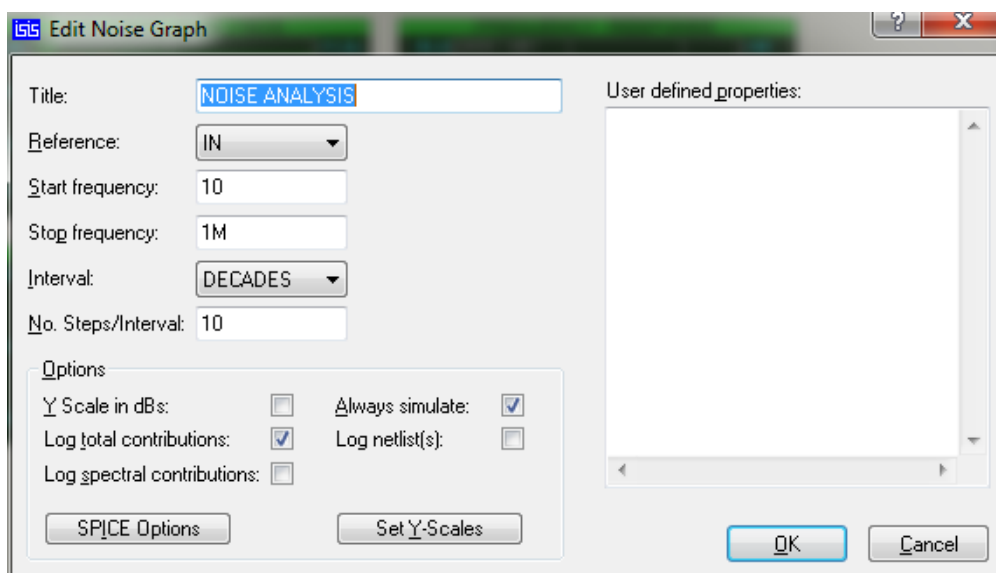 isis Edit Noise Graph
?
X
Title: NOISE ANALYSIS
Reference: IN
Start frequency: 10
Stop frequency: 1M
Interval: DECADES
No. Steps/Interval: 10
Options
Y Scale in dBs:
Always simulate:
Log total contributions:
Log netlist(s):
Log spectral contributions:
SPICE Options
Set Y-Scales
User defined properties:
OK
Cancel